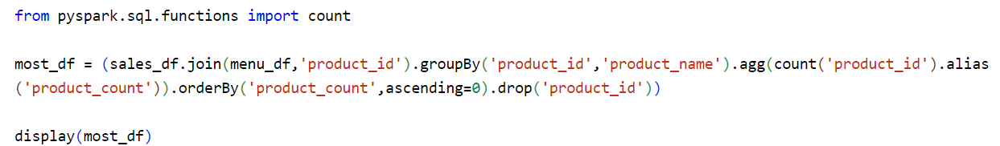 from pyspark.sql.functions import count
most_df = (sales_df.join(menu_df,'product_id').groupBy('product_id','product_name').agg(count('product_id').alias
('product_count')).orderBy('product_count',ascending=0).drop('product_id'))
display(most_df)